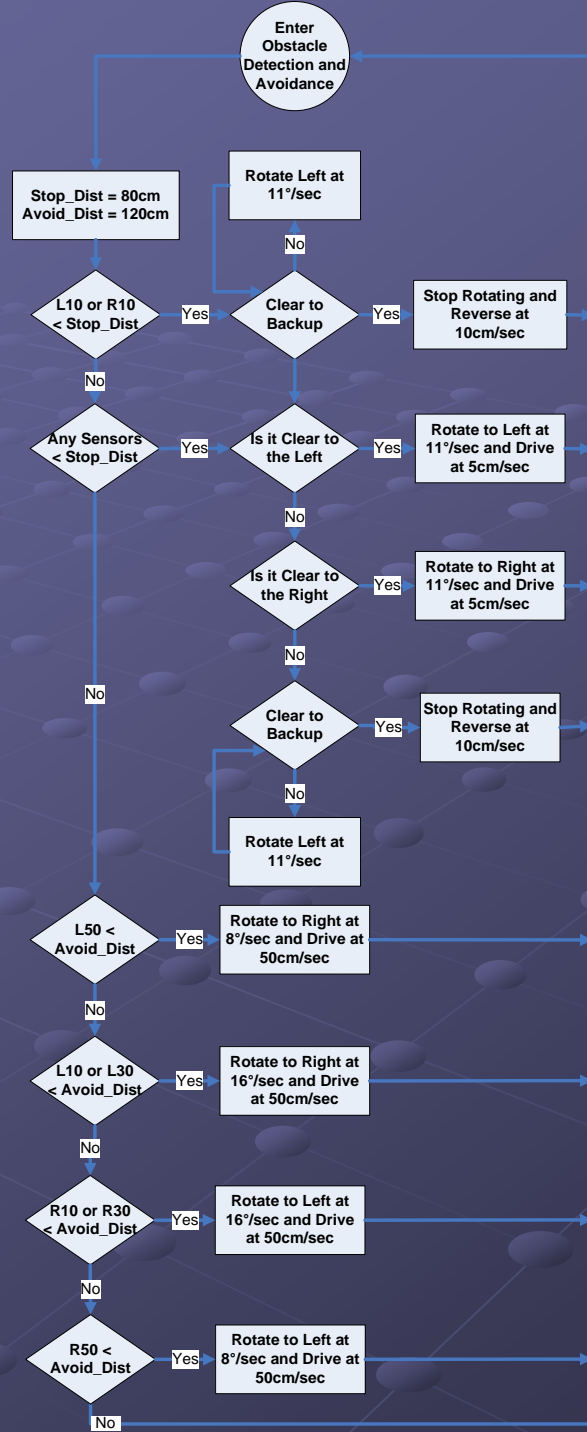 Enter
Obstacle
Detection and
Avoidance
Stop_Dist = 80cm
Avoid_Dist = 120cm
Rotate Left at
11°/sec
No
L10 or R10
< Stop_Dist
Yes
Clear to
Backup
Yes
Stop Rotating and
Reverse at
10cm/sec
No
Any Sensors
< Stop_Dist
Yes
Is it Clear to
the Left
Yes
Rotate to Left at
11°/sec and Drive
at 5cm/sec
No
Is it Clear to
the Right
Yes
Rotate to Right at
11°/sec and Drive
at 5cm/sec
No
No
Clear to
Backup
Yes
Stop Rotating and
Reverse at
10cm/sec
No
Rotate Left at
11°/sec
L50 <
Avoid_Dist
Yes
Rotate to Right at
8°/sec and Drive at
50cm/sec
No
L10 or L30
< Avoid_Dist
Yes
Rotate to Right at
16°/sec and Drive
at 50cm/sec
No
R10 or R30
< Avoid_Dist
Yes
Rotate to Left at
16°/sec and Drive
at 50cm/sec
No
R50 <
Avoid_Dist
Yes
Rotate to Left at
8°/sec and Drive at
50cm/sec
No